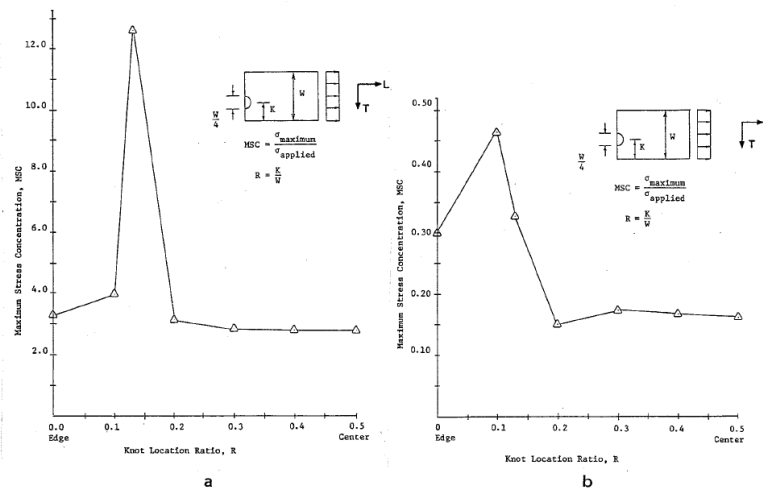 12.0
10.0
8.0
6.0
4.0
2.0
Maximum Stress Concentration, MSC
0.0
0.1
0.2
0.3
0.4
0.5
Edge
Center
Knot Location Ratio, R
W/4
K
W
L
T
MSC = σmaximum/σapplied
R = K/W
a
0.50
0.40
0.30
0.20
0.10
Maximum Stress Concentration, MSC
0
0.1
0.2
0.3
0.4
0.5
Edge
Center
Knot Location Ratio, R
W/4
K
W
T
MSC = σmaximum/σapplied
R = K/W
b